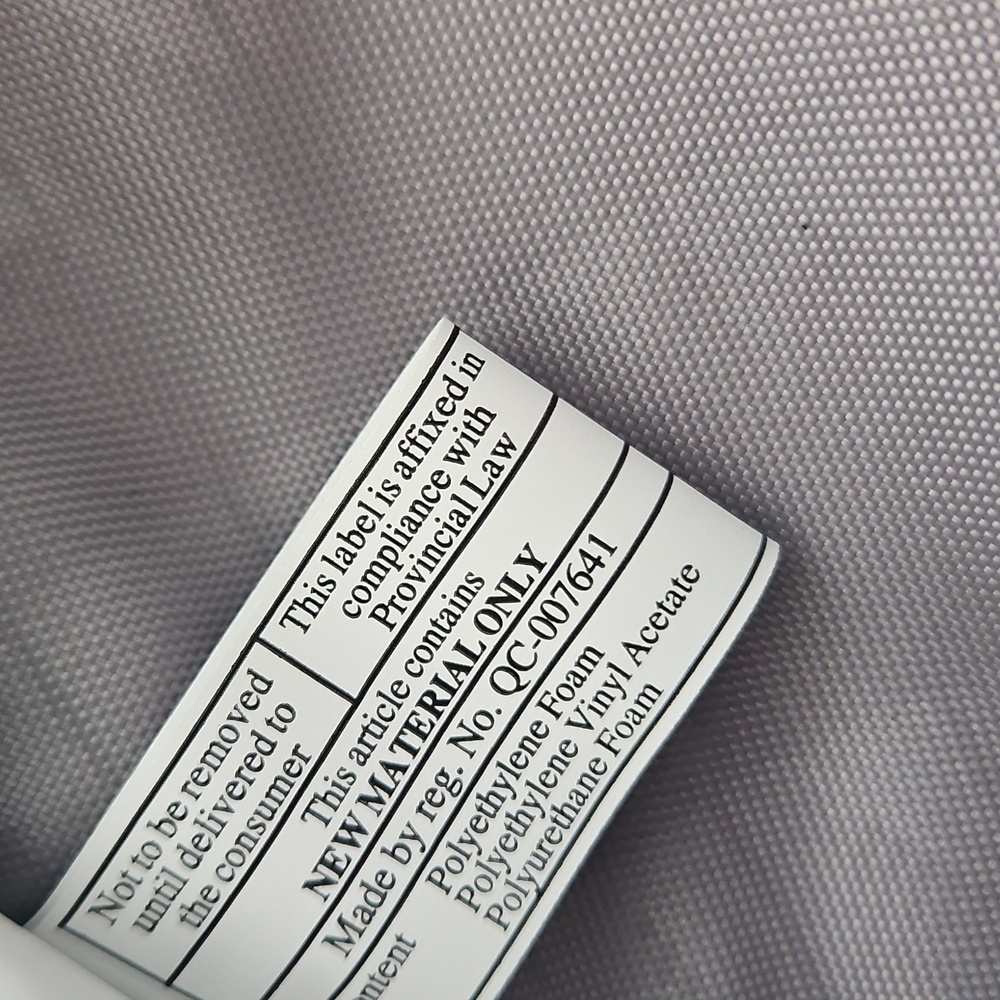 Not to be removed
until delivered to
the consumer
This label is affixed in
compliance with
Provincial Law
This article contains
NEW MATERIAL ONLY
Made by reg. No. QC-007641
Polyethylene Foam
Polyethylene Vinyl Acetate
Polyurethane Foam